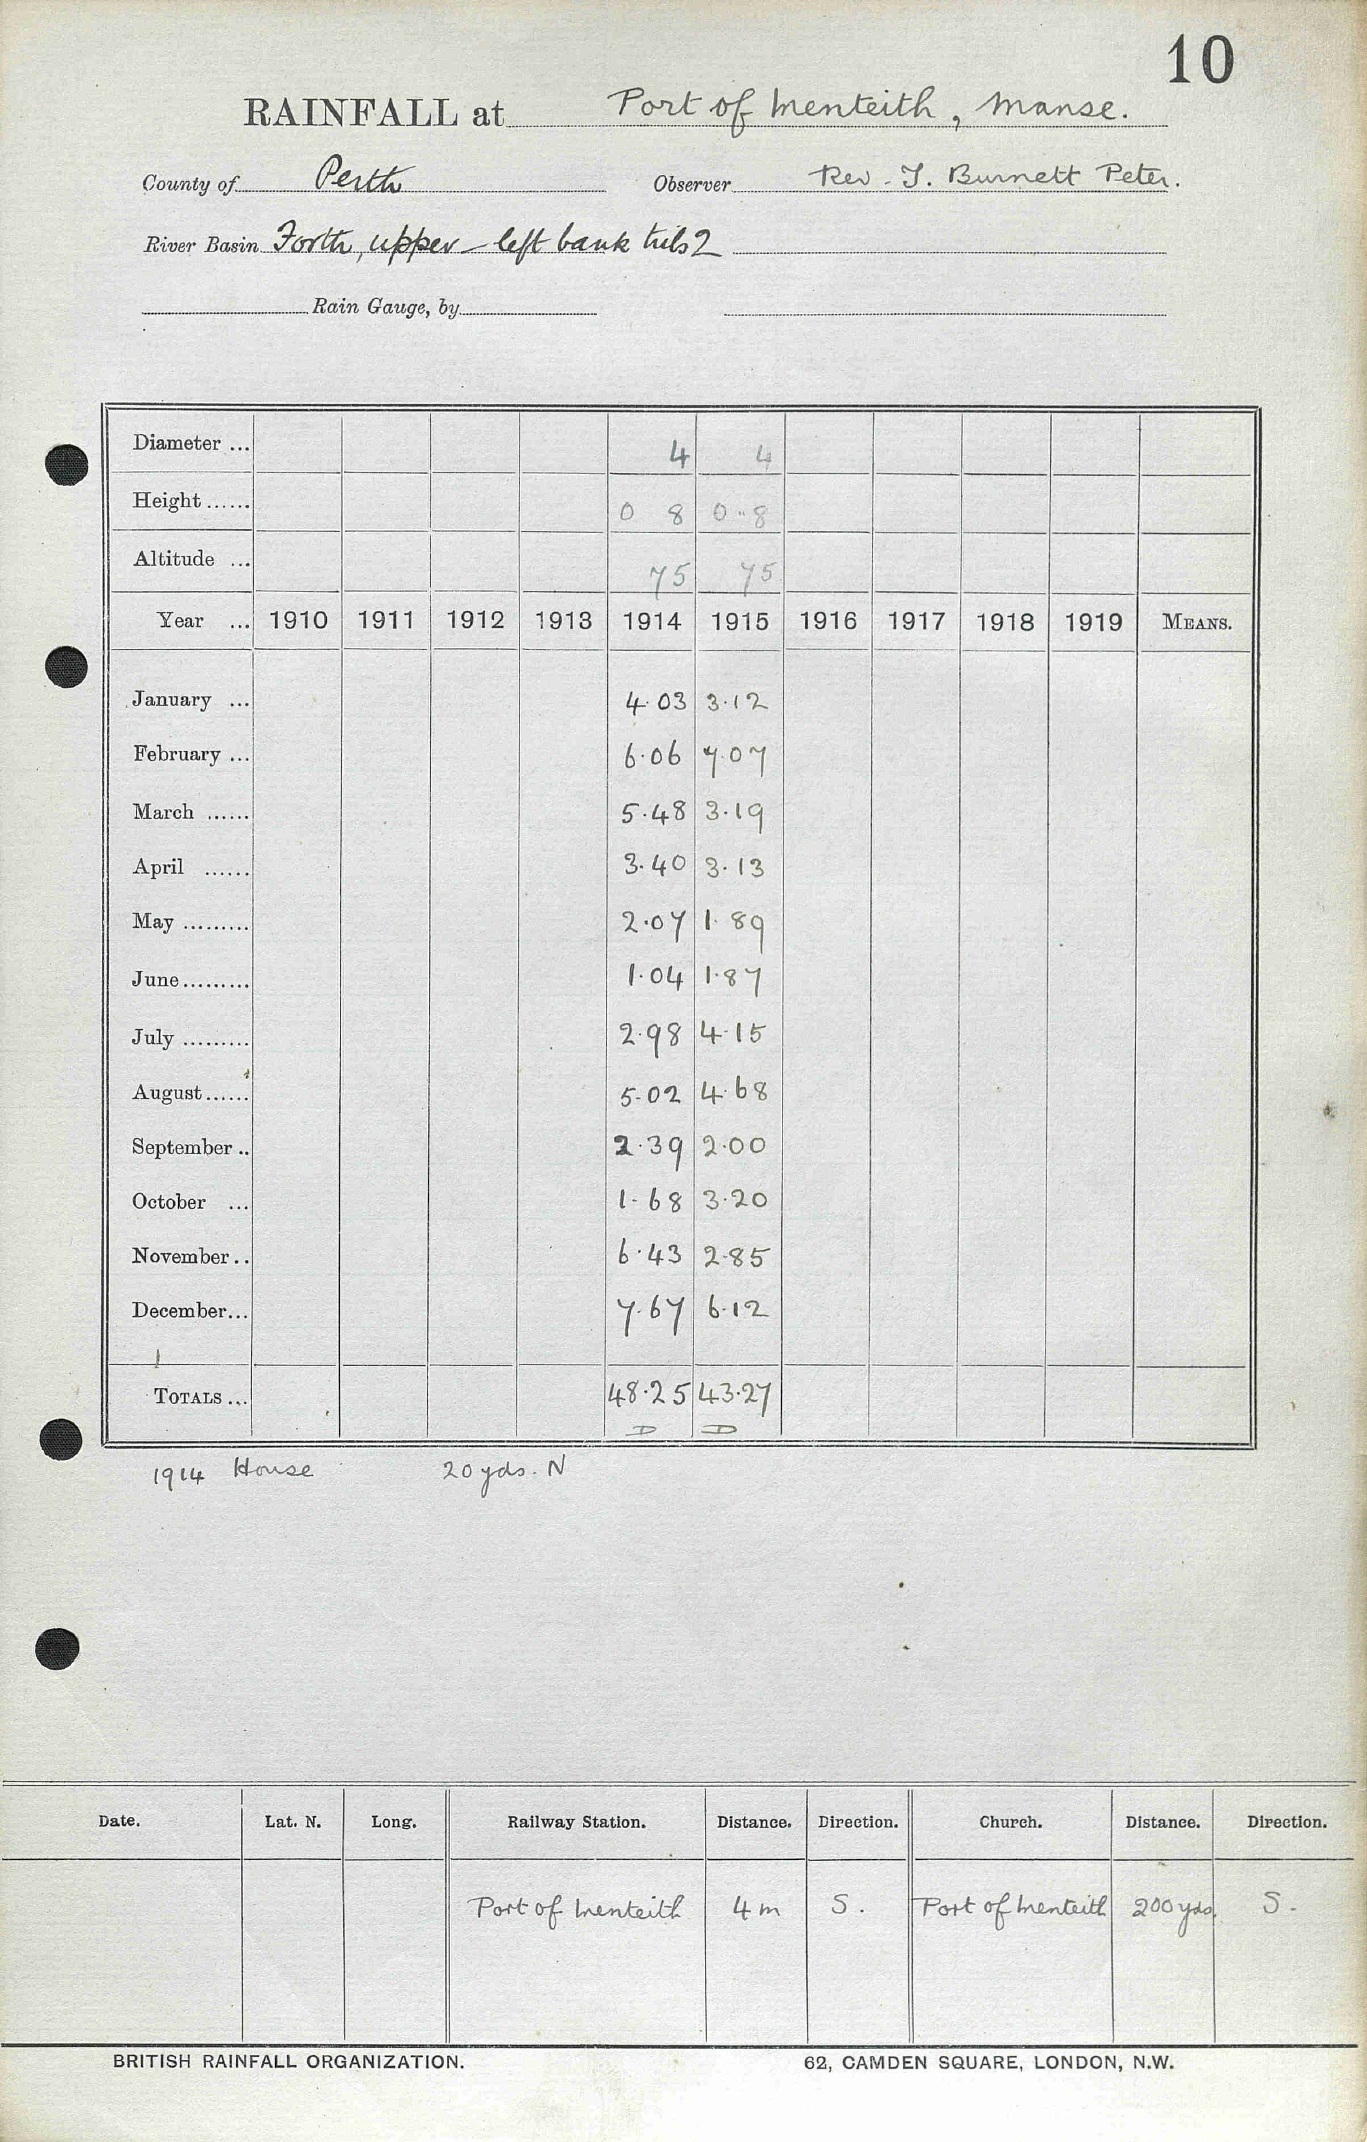 10
RAINFALL at Port of Menteith, Manse.
County of Perth Observer Rev. T. Burnett Peter.
River Basin Forth, upper – left bank tribs 2
Rain Gauge, by
Diameter ... 4 4
Height ...... 0 8 0 " 8
Altitude ... 75 75
Year ... 1910 1911 1912 1913 1914 1915 1916 1917 1918 1919 MEANS.
January ... 4.03 3.12
February ... 6.06 7.07
March ...... 5.48 3.19
April ...... 3.40 3.13
May ......... 2.07 1.89
June ......... 1.04 1.87
July ......... 2.98 4.15
August ...... 5.02 4.68
September .. 2.39 2.00
October ... 1.68 3.20
November .. 6.43 2.85
December ... 7.67 6.12
TOTALS ... 48.25 43.27
D D
1914 House 20 yds. N
Date. Lat. N. Long. Railway Station. Distance. Direction. Church. Distance. Direction.
Port of Menteith 4 m S. Port of Menteith 200 yds. S.
BRITISH RAINFALL ORGANIZATION. 62, CAMDEN SQUARE, LONDON, N.W.